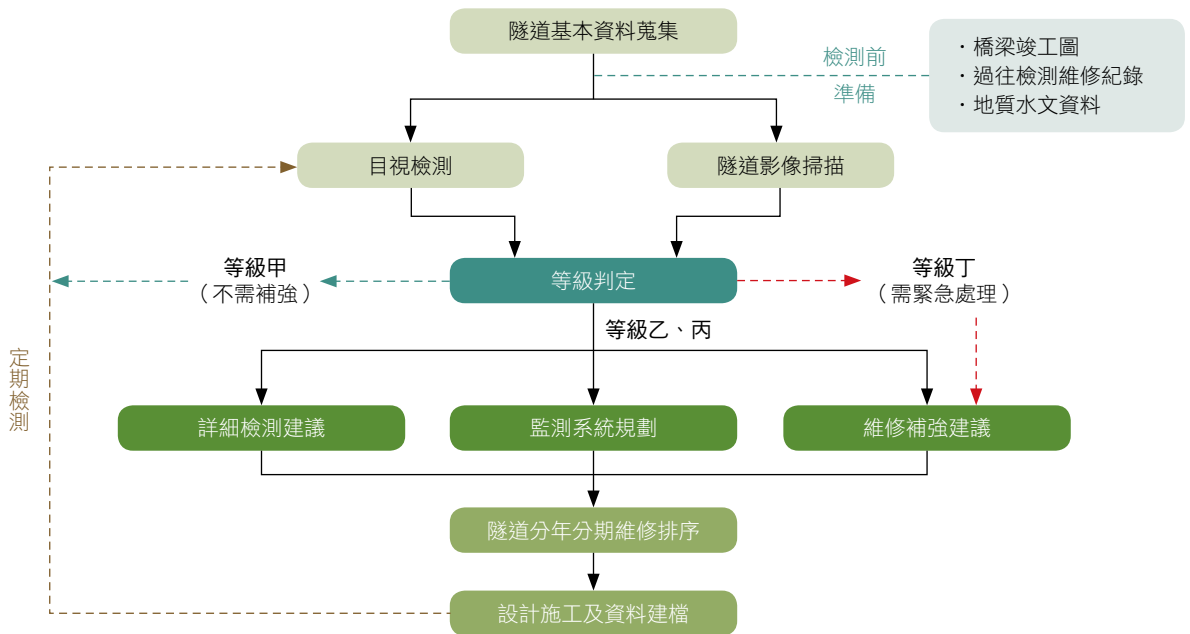 隧道基本資料蒐集
檢測前
準備
・橋梁竣工圖
・過往檢測維修紀錄
・地質水文資料
目視檢測
隧道影像掃描
等級甲
（不需補強）
等級判定
等級丁
（需緊急處理）
等級乙、丙
定期檢測
詳細檢測建議
監測系統規劃
維修補強建議
隧道分年分期維修排序
設計施工及資料建檔